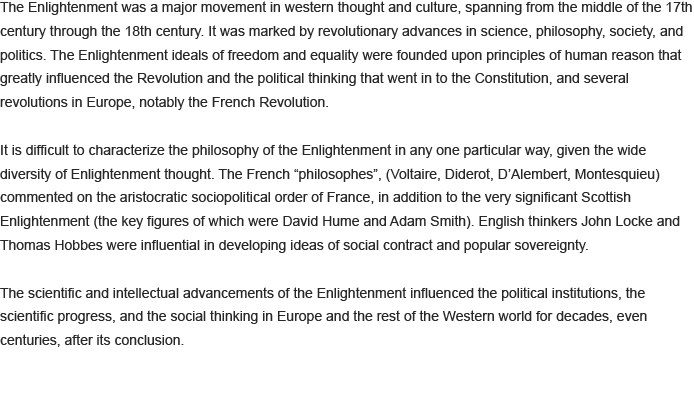 The Enlightenment was a major movement in western thought and culture, spanning from the middle of the 17th
century through the 18th century. It was marked by revolutionary advances in science, philosophy, society, and
politics. The Enlightenment ideals of freedom and equality were founded upon principles of human reason that
greatly influenced the Revolution and the political thinking that went in to the Constitution, and several
revolutions in Europe, notably the French Revolution.
It is difficult to characterize the philosophy of the Enlightenment in any one particular way, given the wide
diversity of Enlightenment thought. The French “philosophes”, (Voltaire, Diderot, D’Alembert, Montesquieu)
commented on the aristocratic sociopolitical order of France, in addition to the very significant Scottish
Enlightenment (the key figures of which were David Hume and Adam Smith). English thinkers John Locke and
Thomas Hobbes were influential in developing ideas of social contract and popular sovereignty.
The scientific and intellectual advancements of the Enlightenment influenced the political institutions, the
scientific progress, and the social thinking in Europe and the rest of the Western world for decades, even
centuries, after its conclusion.